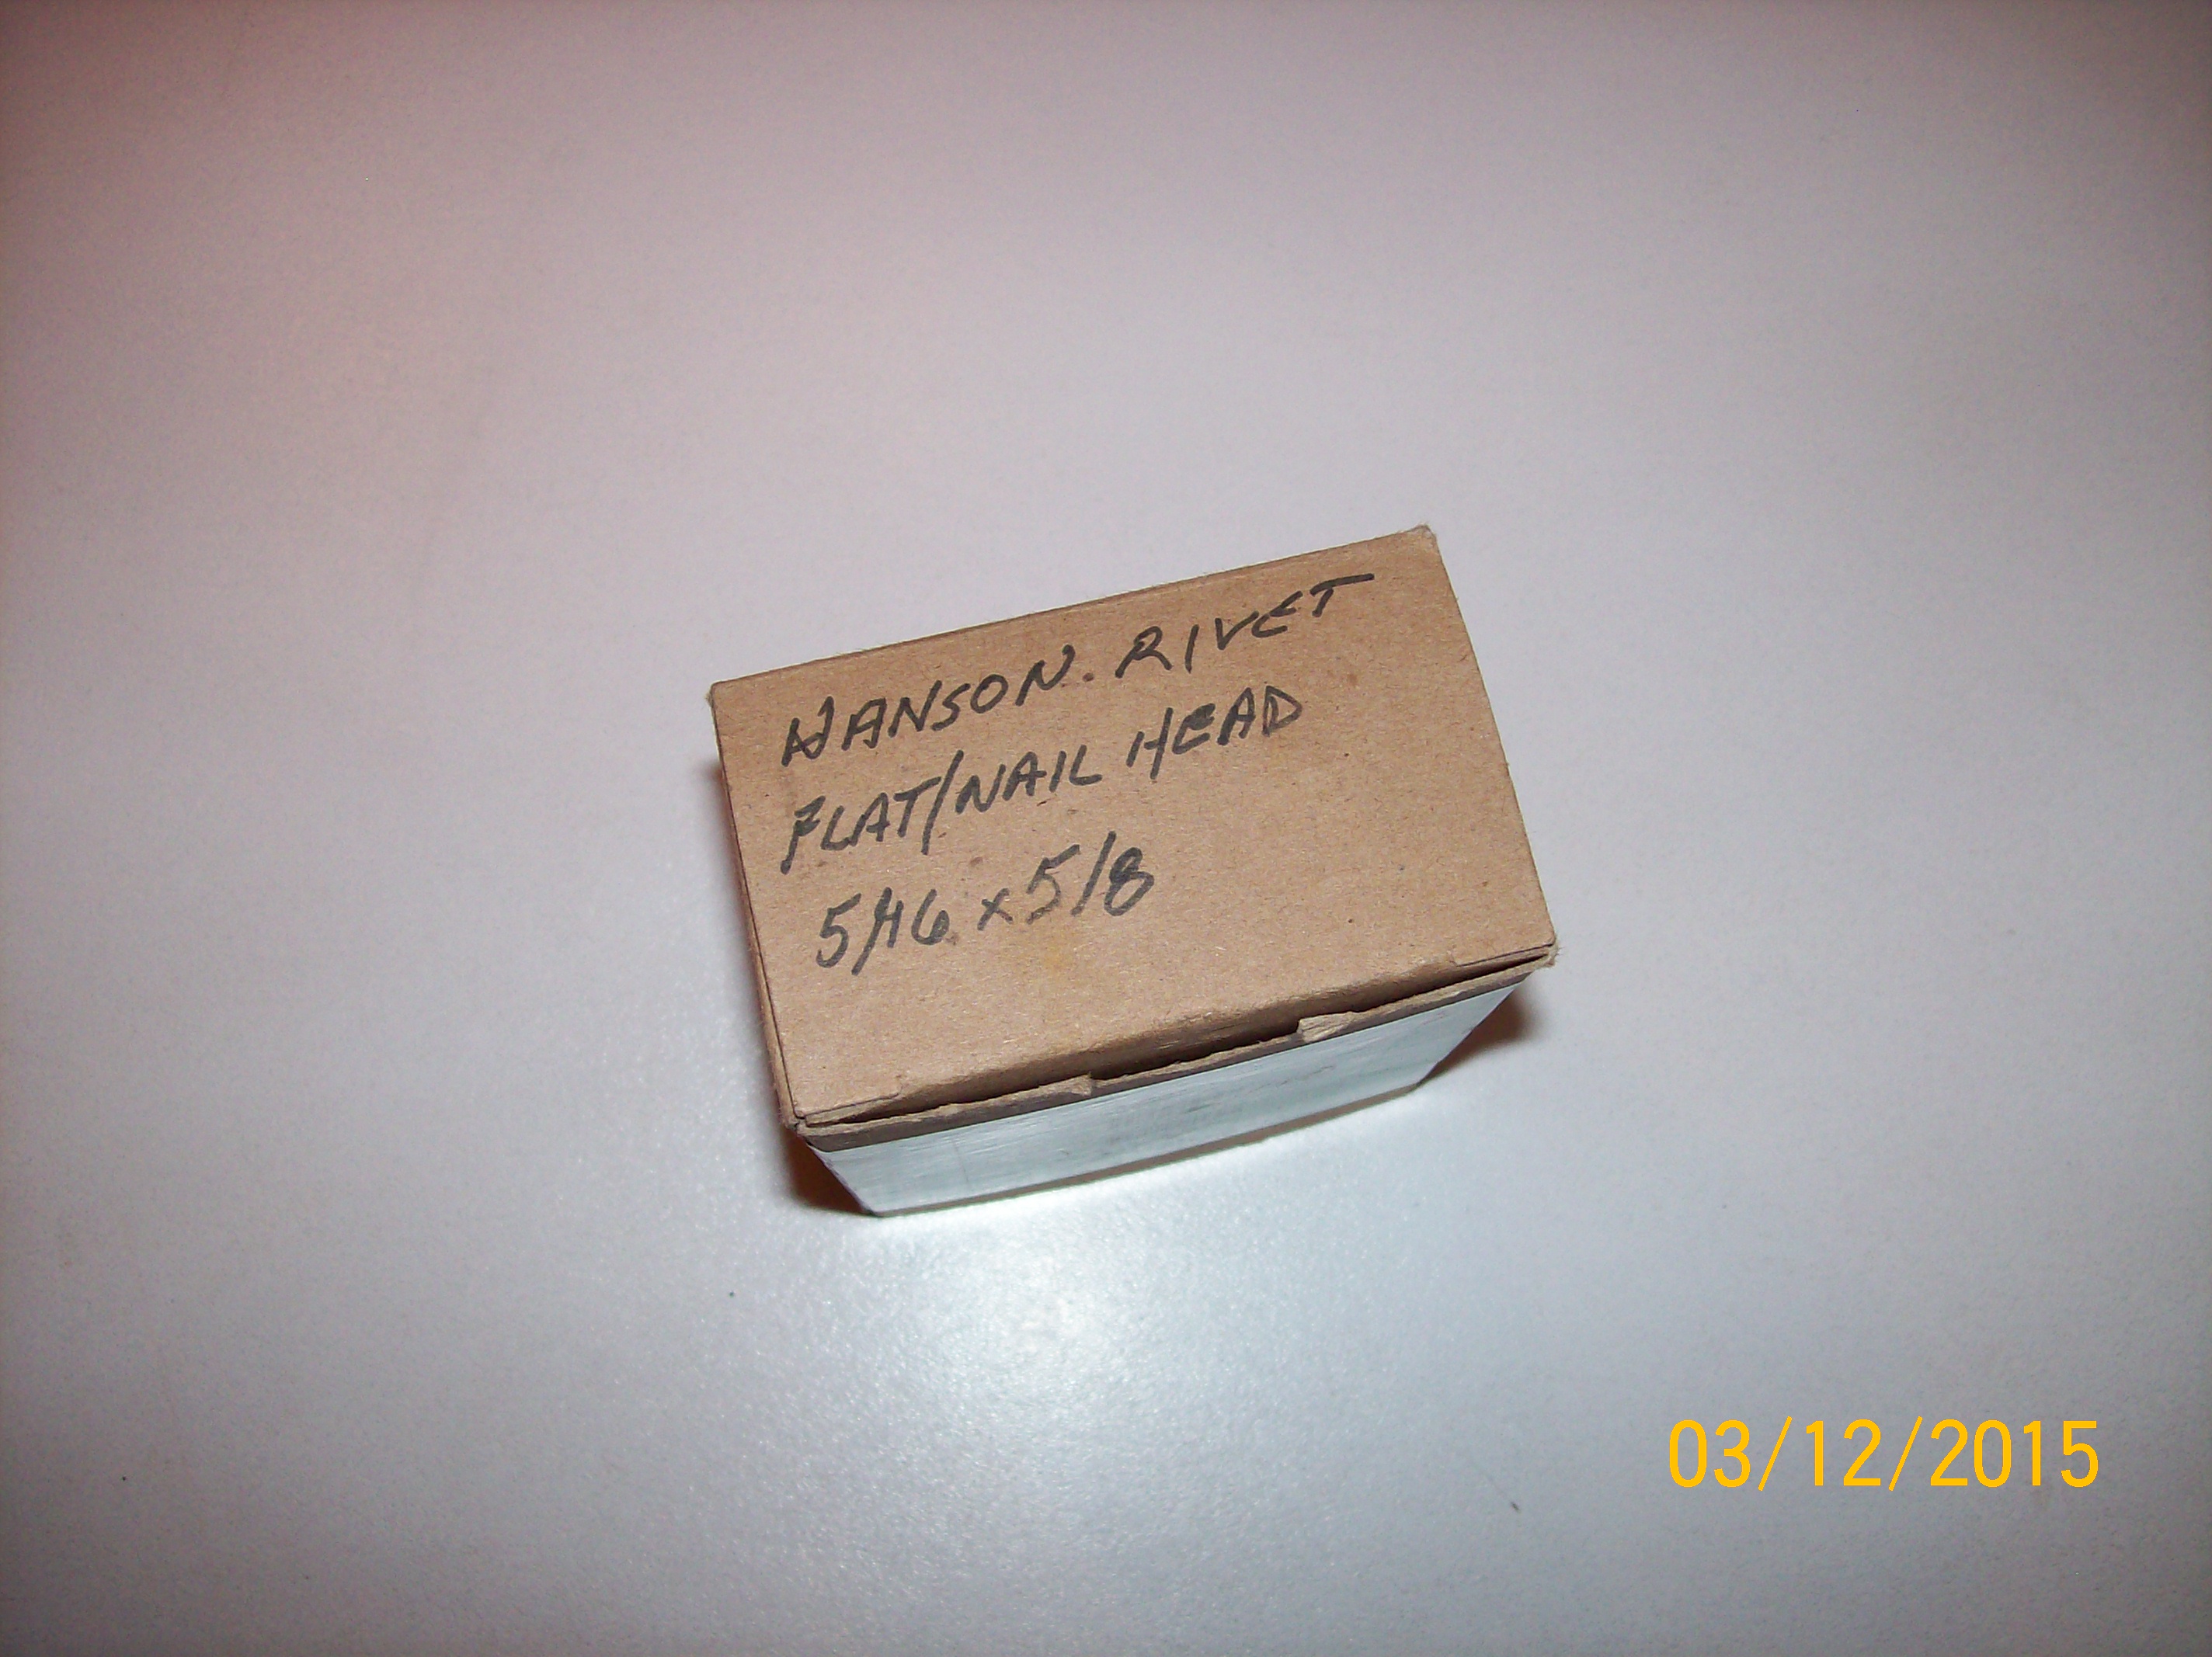 HANSON. RIVET
FLAT/NAIL HEAD
5/16 x 5/8
03/12/2015